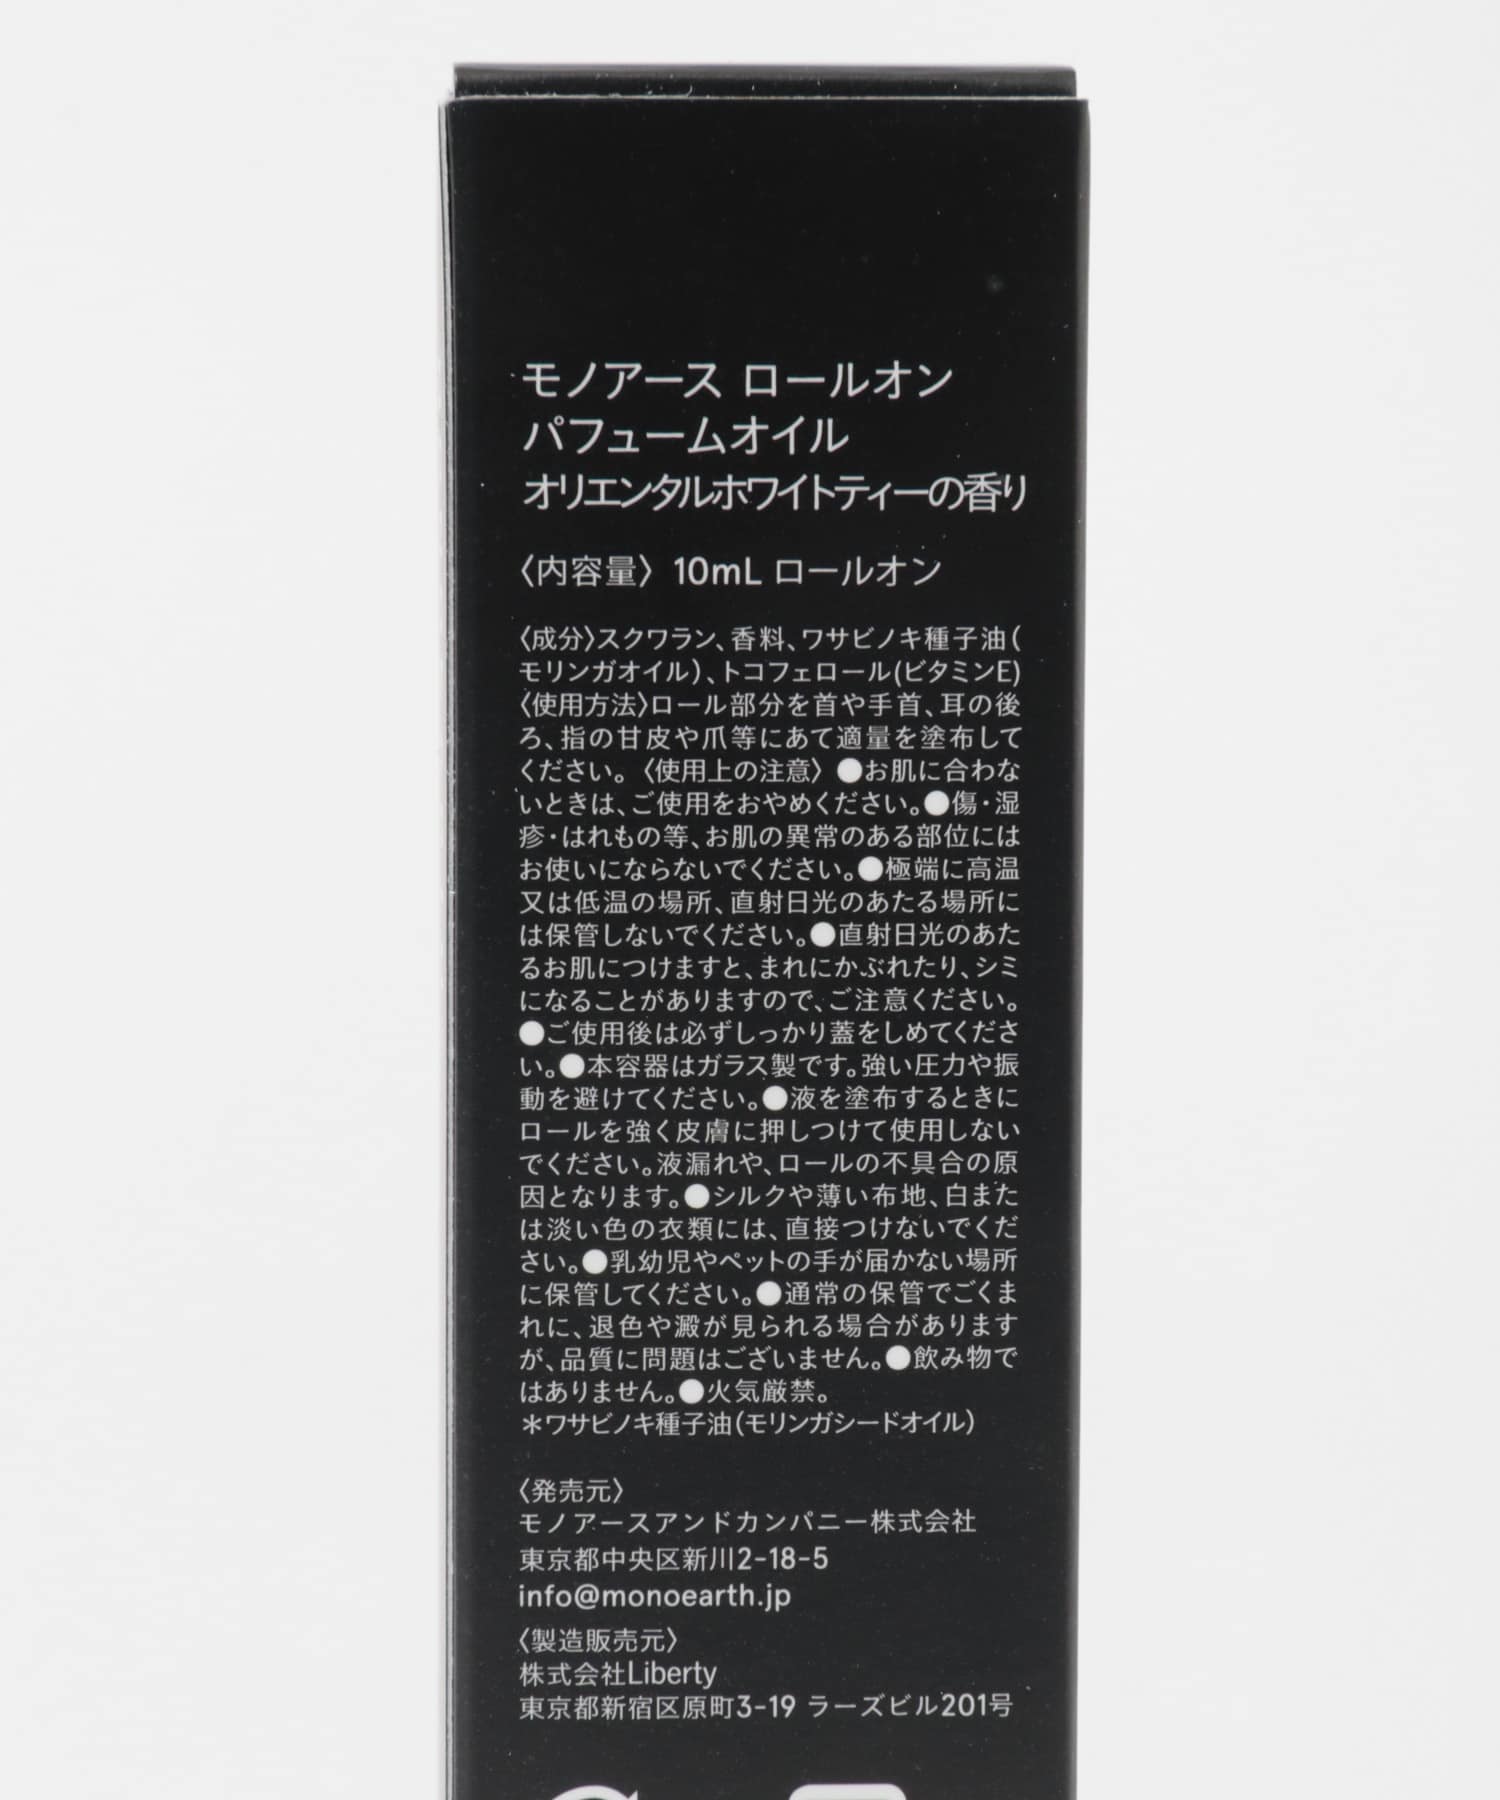 モノアース ロールオン
パフュームオイル
オリエンタルホワイトティーの香り
〈内容量〉 10mL ロールオン
〈成分〉スクワラン、香料、ワサビノキ種子油(
モリンガオイル)、トコフェロール(ビタミンE)
〈使用方法〉ロール部分を首や手首、耳の後
ろ、指の甘皮や爪等にあて適量を塗布して
ください。〈使用上の注意〉●お肌に合わな
いときは、ご使用をおやめください。●傷・湿
疹・はれもの等、お肌の異常のある部位には
お使いにならないでください。●極端に高温
又は低温の場所、直射日光のあたる場所に
は保管しないでください。●直射日光のあた
るお肌につけますと、まれにかぶれたり、シミ
になることがありますので、ご注意ください。
●ご使用後は必ずしっかり蓋をしめてくださ
い。●本容器はガラス製です。強い圧力や振
動を避けてください。●液を塗布するときに
ロールを強く皮膚に押しつけて使用しない
でください。液漏れや、ロールの不具合の原
因となります。●シルクや薄い布地、白また
は淡い色の衣類には、直接つけないでくだ
さい。●乳幼児やペットの手が届かない場所
に保管してください。●通常の保管でごくま
れに、退色や澱が見られる場合があります
が、品質に問題はございません。●飲み物で
はありません。●火気厳禁。
＊ワサビノキ種子油(モリンガシードオイル)
〈発売元〉
モノアースアンドカンパニー株式会社
東京都中央区新川2-18-5
info@monoearth.jp
〈製造販売元〉
株式会社Liberty
東京都新宿区原町3-19 ラーズビル201号